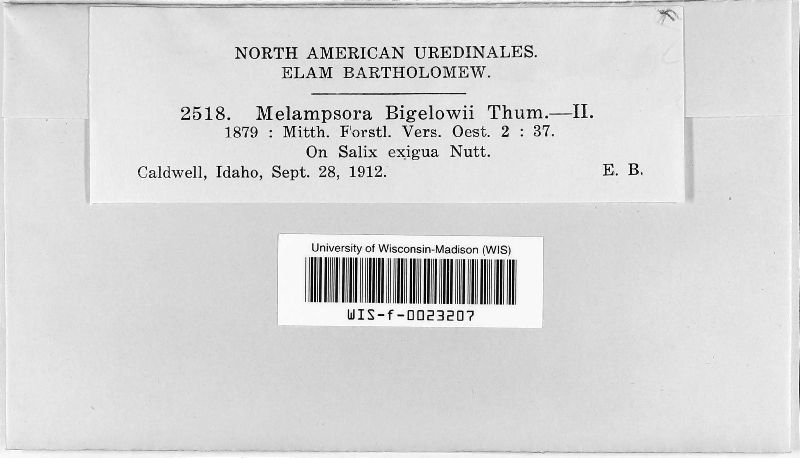 NORTH AMERICAN UREDINALES.
ELAM BARTHOLOMEW.
2518. Melampsora Bigelowii Thum.—II.
1879 : Mitth. Forstl. Vers. Oest. 2 : 37.
On Salix exigua Nutt.
Caldwell, Idaho, Sept. 28, 1912. E. B.
University of Wisconsin-Madison (WIS)
WIS-f-0023207